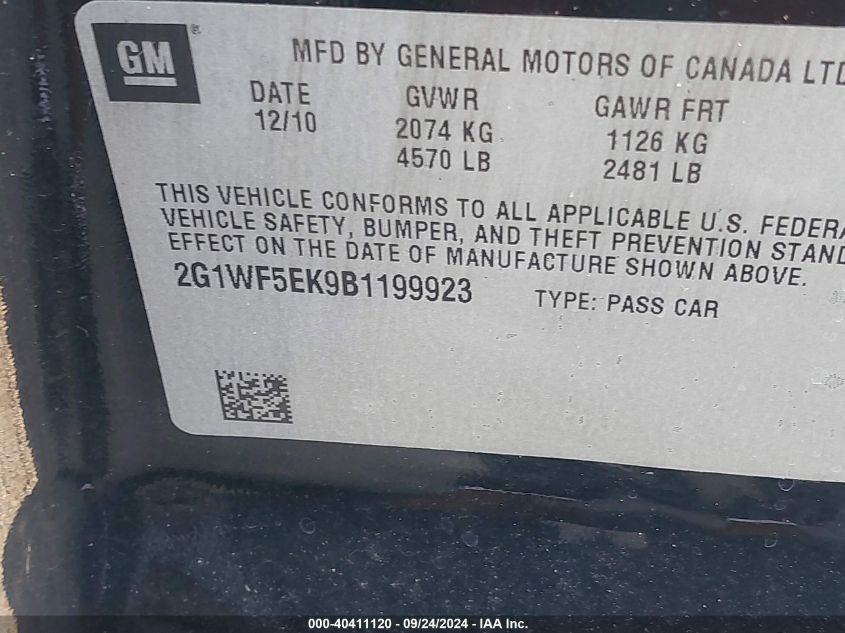 GM®
MFD BY GENERAL MOTORS OF CANADA LTD
DATE GVWR GAWR FRT
12/10 2074 KG 1126 KG
4570 LB 2481 LB
THIS VEHICLE CONFORMS TO ALL APPLICABLE U.S. FEDERA
VEHICLE SAFETY, BUMPER, AND THEFT PREVENTION STAND
EFFECT ON THE DATE OF MANUFACTURE SHOWN ABOVE.
2G1WF5EK9B1199923 TYPE: PASS CAR
000-40411120 - 09/24/2024 - IAA Inc.